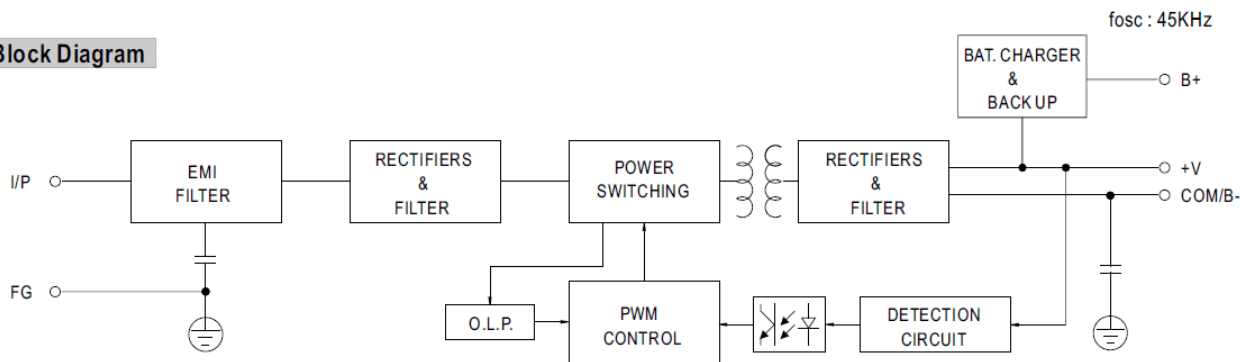 fosc : 45KHz
Block Diagram
BAT. CHARGER
&
BACK UP
B+
I/P
EMI
FILTER
RECTIFIERS
&
FILTER
POWER
SWITCHING
RECTIFIERS
&
FILTER
+V
COM/B-
FG
O.L.P.
PWM
CONTROL
DETECTION
CIRCUIT